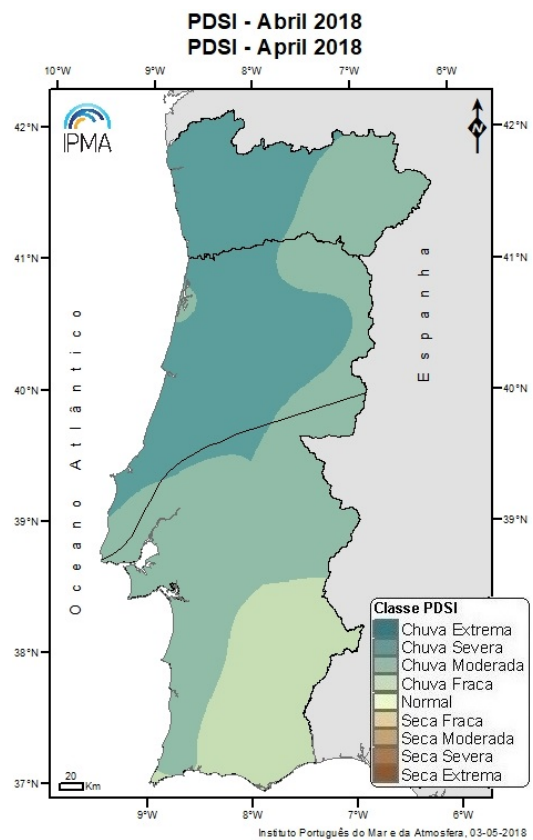 PDSI - Abril 2018
PDSI - April 2018
10°W 9°W 8°W 7°W 6°W
42°N 42°N
IPMA
N
41°N 41°N
Espanha
Oceano Atlântico
40°N 40°N
39°N 39°N
Classe PDSI
Chuva Extrema
Chuva Severa
38°N
Chuva Moderada
Chuva Fraca
Normal
Seca Fraca
Seca Moderada
Seca Severa
Seca Extrema
37°N
20
Km
9°W 8°W 7°W 6°W
Instituto Português do Mar e da Atmosfera, 03-05-2018